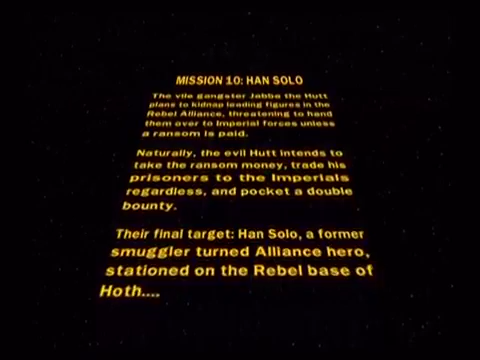 MISSION 10: HAN SOLO
The vile gangster Jabba the Hutt
plans to kidnap leading figures in the
Rebel Alliance, threatening to hand
them over to Imperial forces unless
a ransom is paid.
Naturally, the evil Hutt intends to
take the ransom money, trade his
prisoners to the Imperials
regardless, and pocket a double
bounty.
Their final target: Han Solo, a former
smuggler turned Alliance hero,
stationed on the Rebel base of
Hoth....